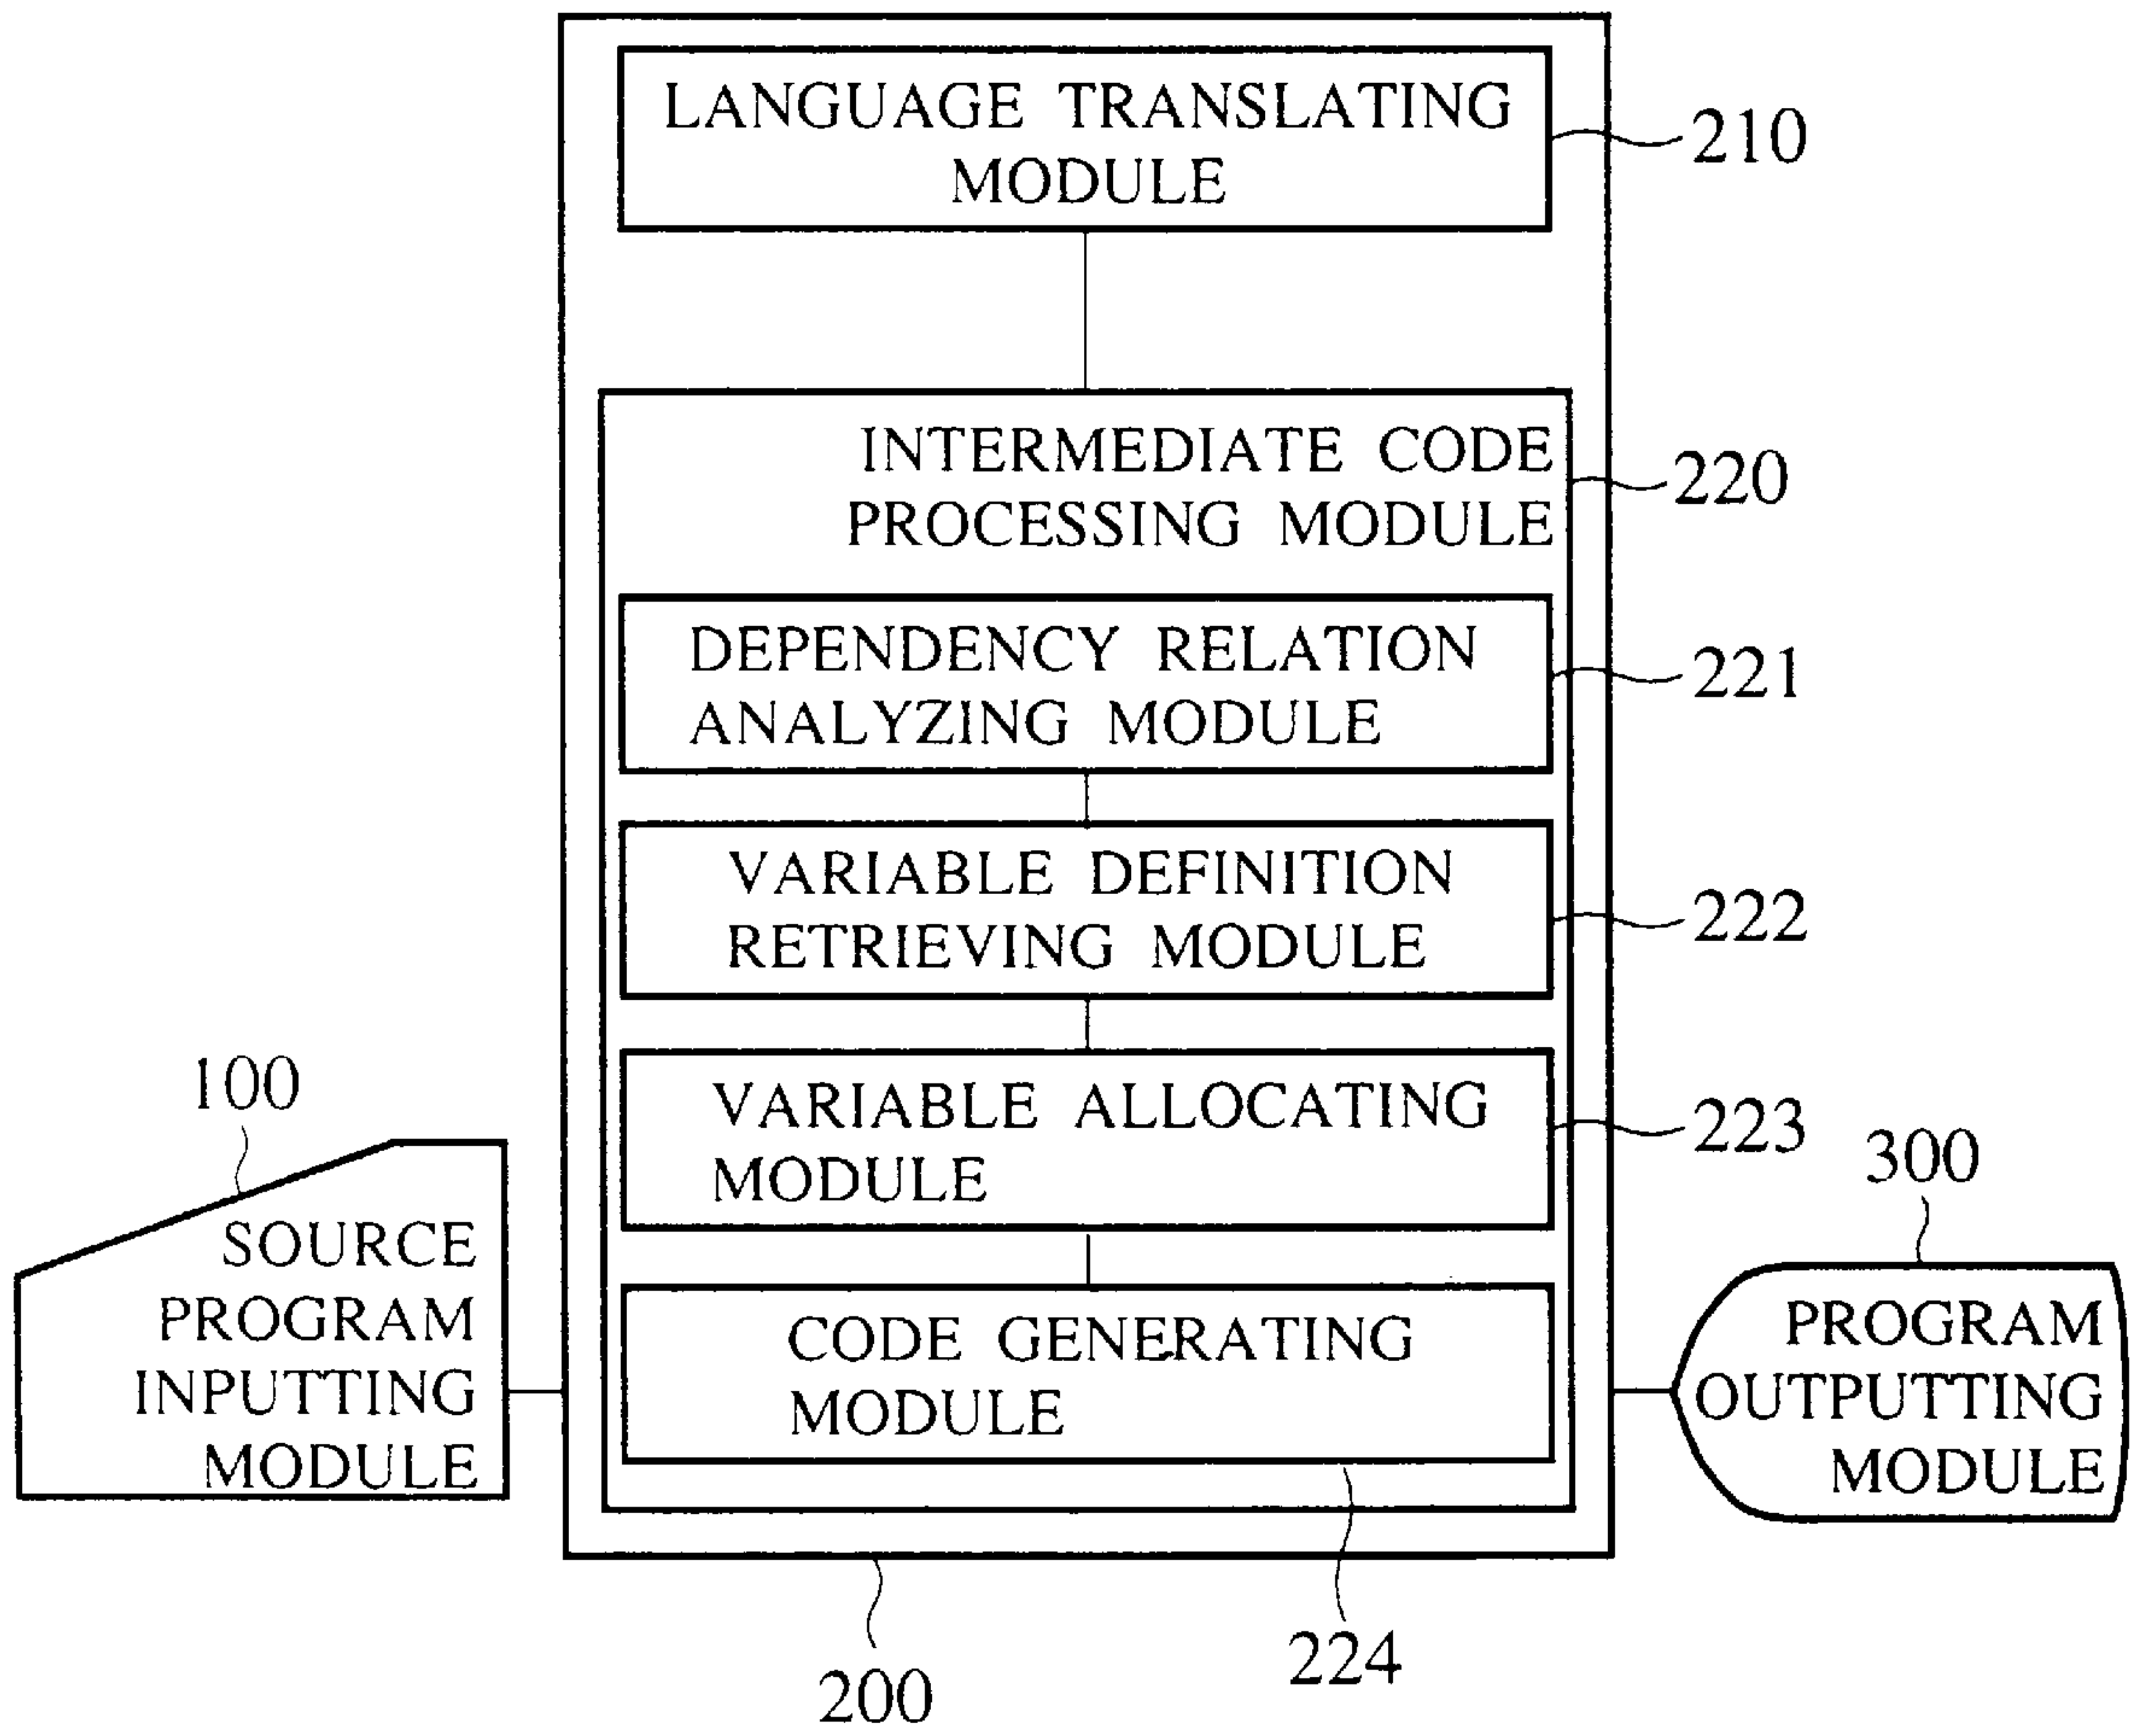 LANGUAGE TRANSLATING
MODULE
210
INTERMEDIATE CODE
PROCESSING MODULE
220
DEPENDENCY RELATION
ANALYZING MODULE
221
VARIABLE DEFINITION
RETRIEVING MODULE
222
VARIABLE ALLOCATING
MODULE
223
CODE GENERATING
MODULE
224
100
SOURCE
PROGRAM
INPUTTING
MODULE
300
PROGRAM
OUTPUTTING
MODULE
200